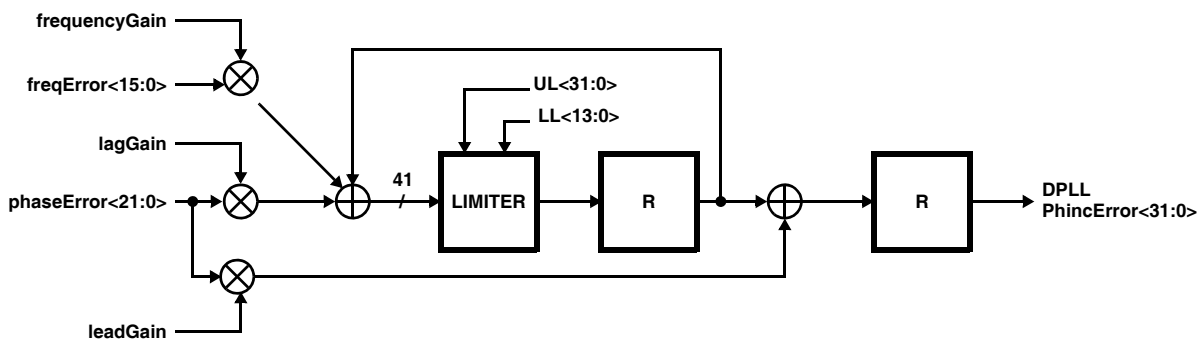 frequencyGain
freqError<15:0>
UL<31:0>
LL<13:0>
lagGain
41
phaseError<21:0>
LIMITER
R
R
DPLL
PhincError<31:0>
leadGain